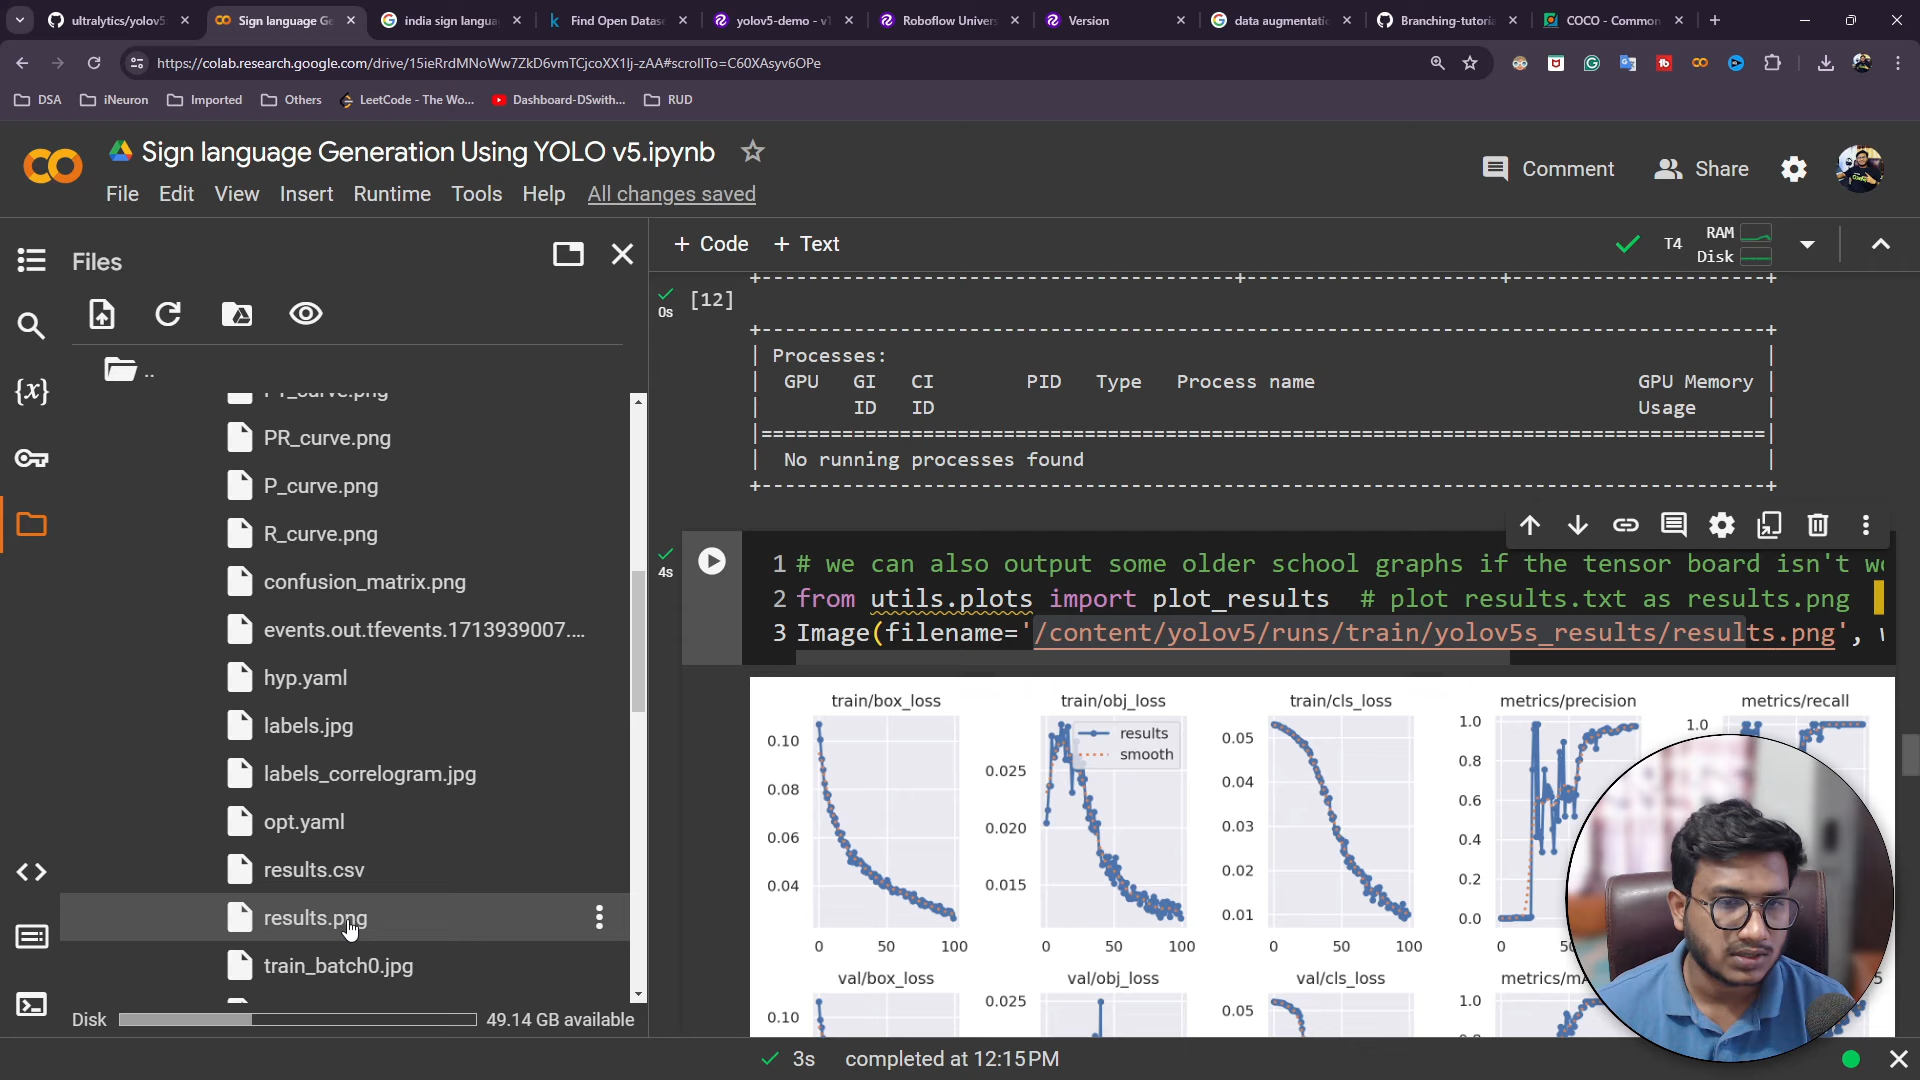 ultralytics/yolov5
Sign language Ge
india sign langua
Find Open Datas
yolov5-demo - v1
Roboflow Univers
Version
data augmentatio
Branching-tutoria
COCO - Common
https://colab.research.google.com/drive/15ieRrdMNoWw7ZkD6vmTCjcoXX1Ij-zAA#scrollTo=C60XAsyv6OPe
DSA
iNeuron
Imported
Others
LeetCode - The Wo...
Dashboard-DSwith...
RUD
Sign language Generation Using YOLO v5.ipynb
Comment
Share
File Edit View Insert Runtime Tools Help All changes saved
Files
+ Code + Text
T4
RAM
Disk
..
PR_curve.png
P_curve.png
R_curve.png
confusion_matrix.png
events.out.tfevents.1713939007....
hyp.yaml
labels.jpg
labels_correlogram.jpg
opt.yaml
results.csv
results.png
train_batch0.jpg
Disk
49.14 GB available
0s
[12]
Processes:
GPU GI CI PID Type Process name GPU Memory
ID ID Usage
No running processes found
4s
1 # we can also output some older school graphs if the tensor board isn't wo
2 from utils.plots import plot_results # plot results.txt as results.png
3 Image(filename='/content/yolov5/runs/train/yolov5s_results/results.png', w
train/box_loss
0.10
0.08
0.06
0.04
0 50 100
train/obj_loss
results
smooth
0.025
0.020
0.015
0 50 100
train/cls_loss
0.05
0.04
0.03
0.02
0.01
0 50 100
metrics/precision
1.0
0.8
0.6
0.4
0.2
0.0
0
metrics/recall
1.0
val/box_loss
0.10
val/obj_loss
0.025
val/cls_loss
0.05
1.0
3s completed at 12:15 PM